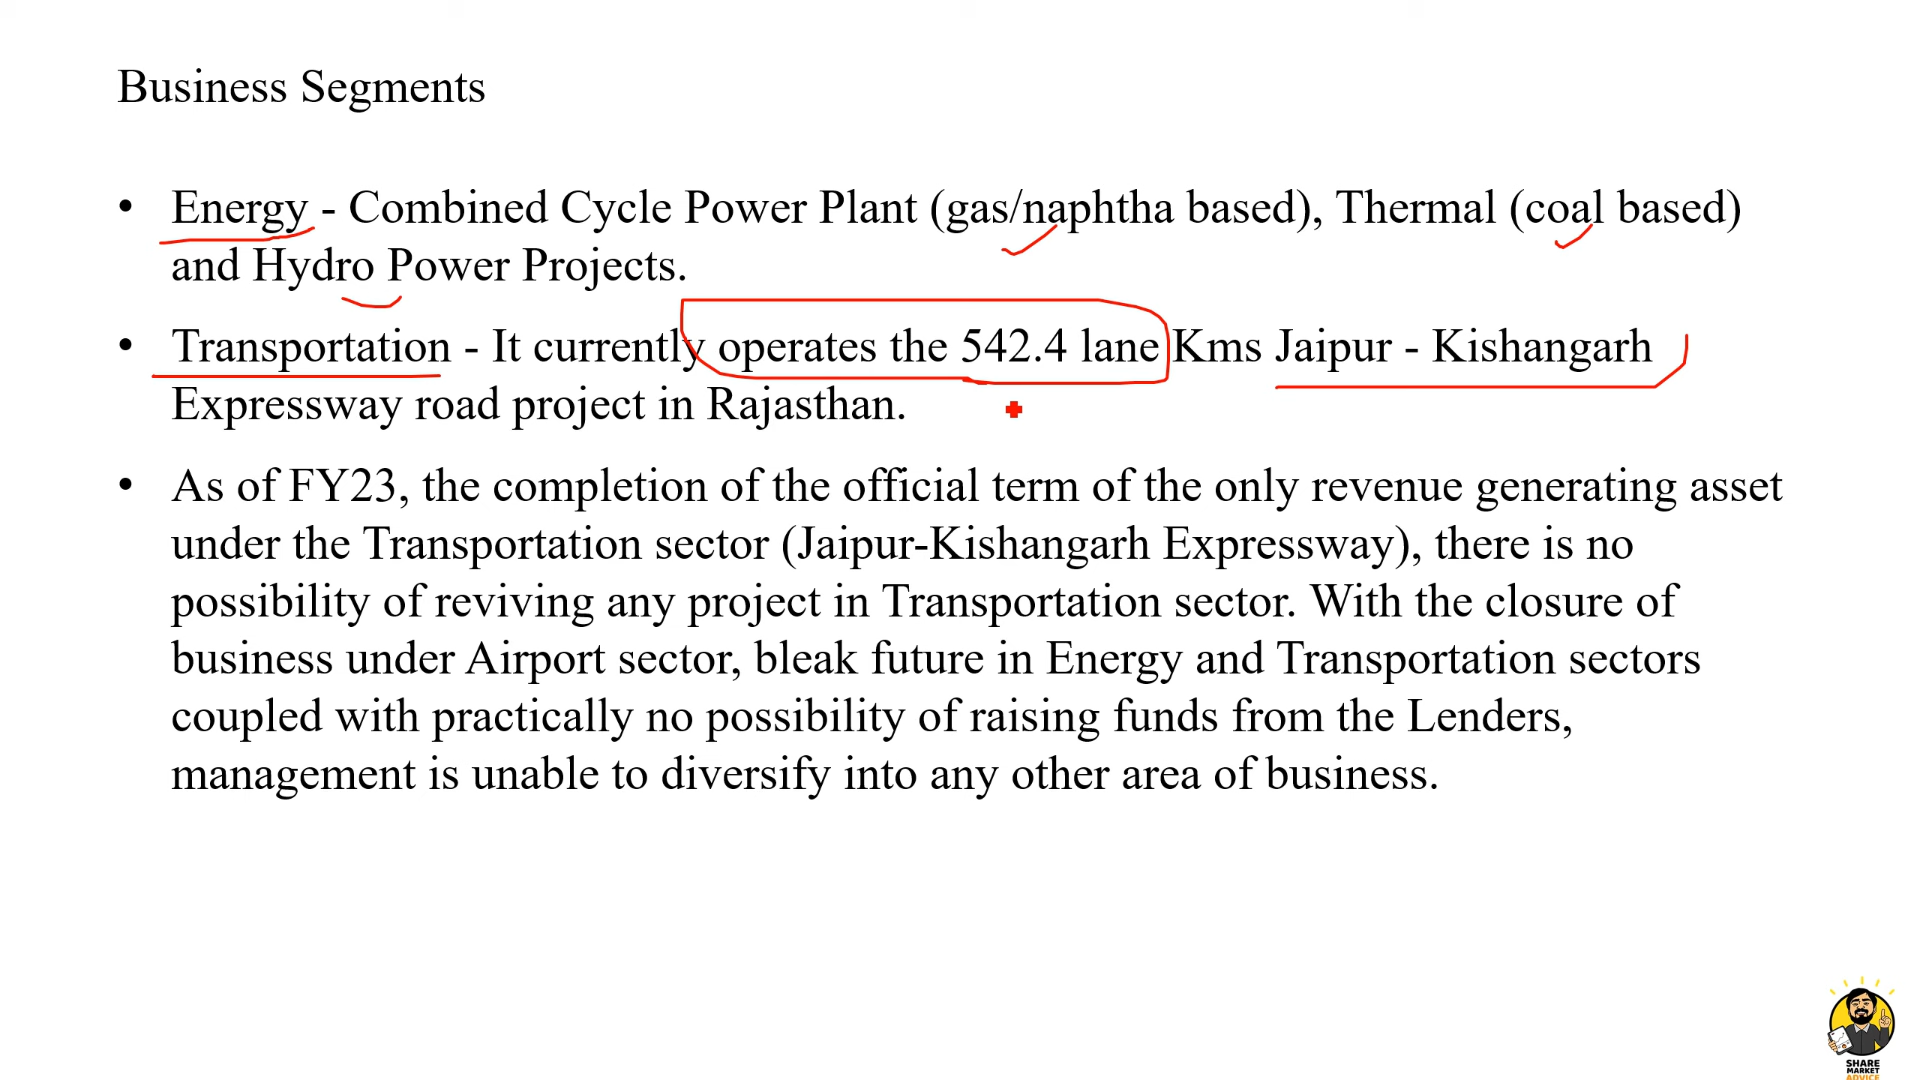 Business Segments
• Energy - Combined Cycle Power Plant (gas/naphtha based), Thermal (coal based)
and Hydro Power Projects.
• Transportation - It currently operates the 542.4 lane Kms Jaipur - Kishangarh
Expressway road project in Rajasthan.
• As of FY23, the completion of the official term of the only revenue generating asset
under the Transportation sector (Jaipur-Kishangarh Expressway), there is no
possibility of reviving any project in Transportation sector. With the closure of
business under Airport sector, bleak future in Energy and Transportation sectors
coupled with practically no possibility of raising funds from the Lenders,
management is unable to diversify into any other area of business.
SHARE
MARKET
ADVICE